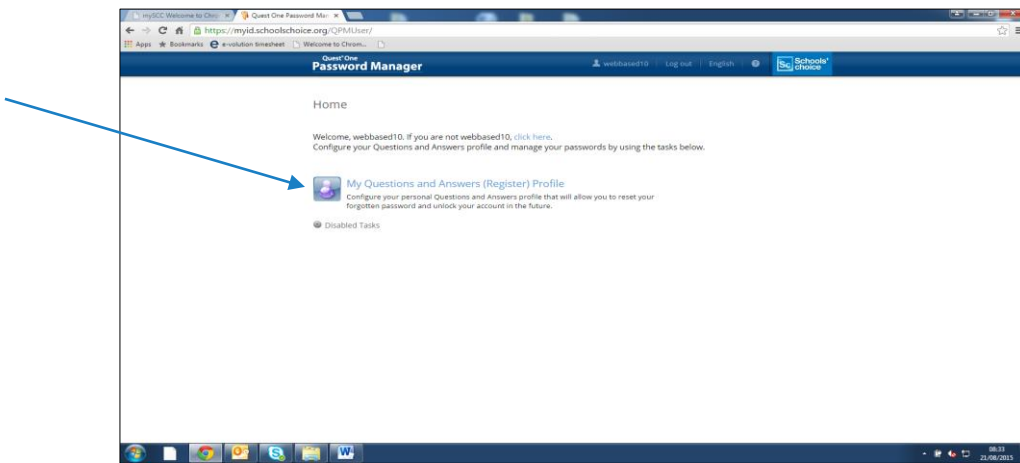 mySCC Welcome to Chro
Quest One Password Man
https://myid.schoolschoice.org/QPMUser/
Apps Bookmarks e-volution timesheet Welcome to Chrom...
Quest One
Password Manager
webbased10 Log out English
Sc Schools' choice
Home
Welcome, webbased10. If you are not webbased10, click here.
Configure your Questions and Answers profile and manage your passwords by using the tasks below.
My Questions and Answers (Register) Profile
Configure your personal Questions and Answers profile that will allow you to reset your
forgotten password and unlock your account in the future.
Disabled Tasks
08:33
21/08/2015